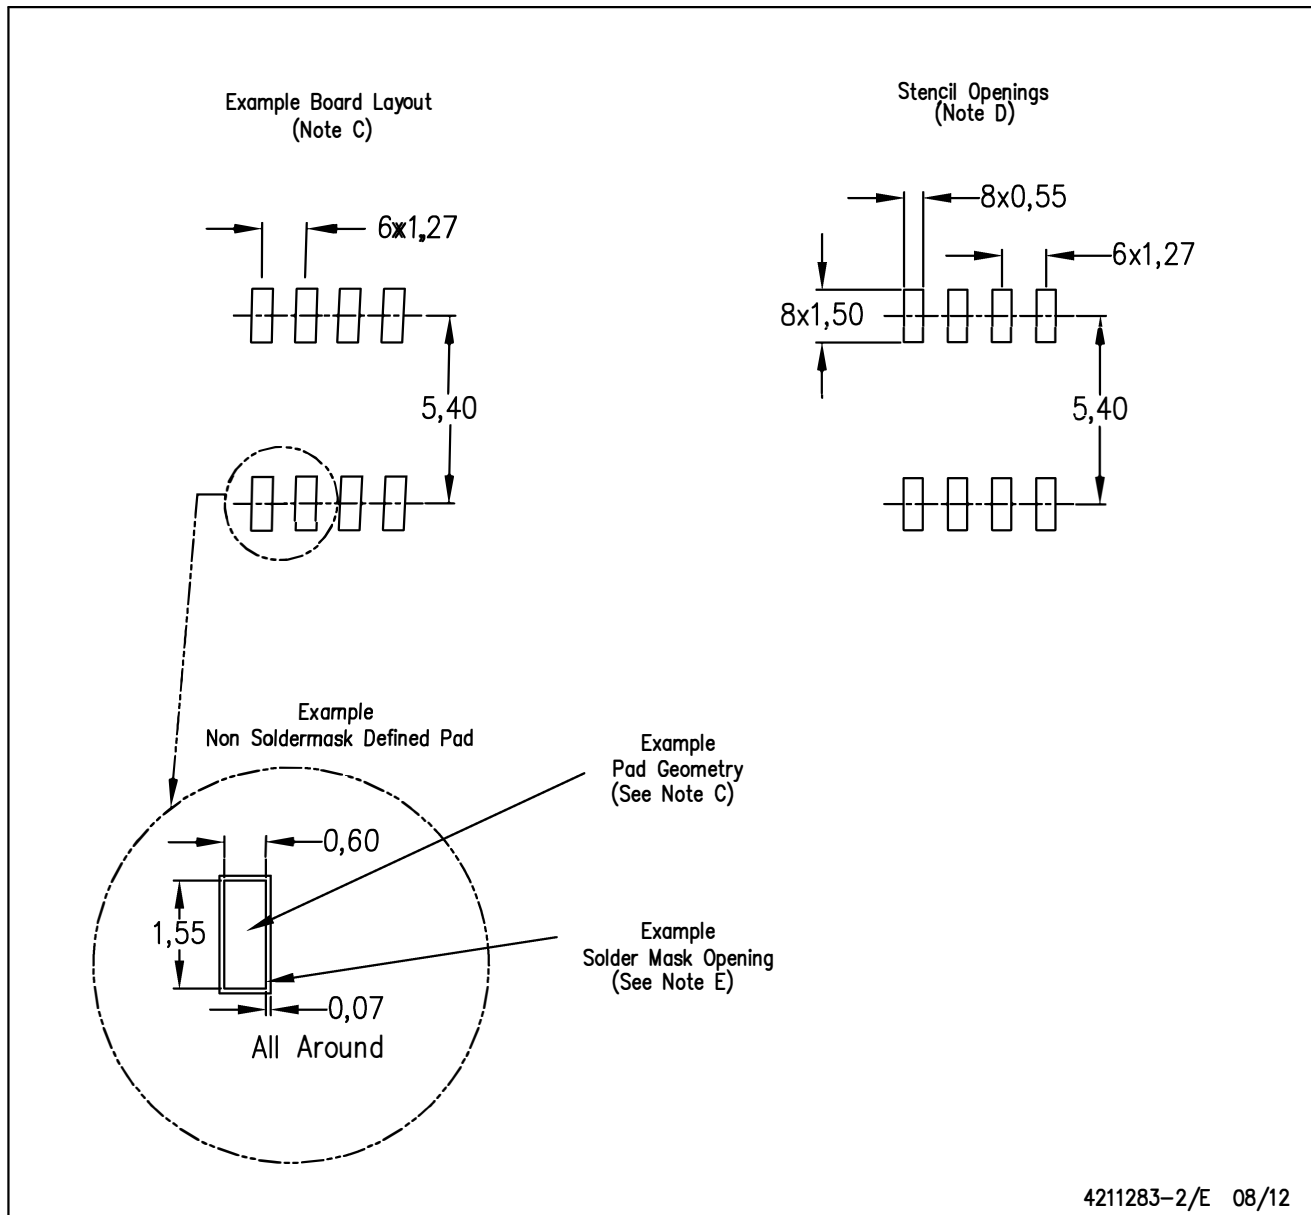 Example Board Layout
(Note C)
6x1,27
5,40
Stencil Openings
(Note D)
8x0,55
6x1,27
8x1,50
5,40
Example
Non Soldermask Defined Pad
Example
Pad Geometry
(See Note C)
0,60
1,55
Example
Solder Mask Opening
(See Note E)
0,07
All Around
4211283-2/E 08/12